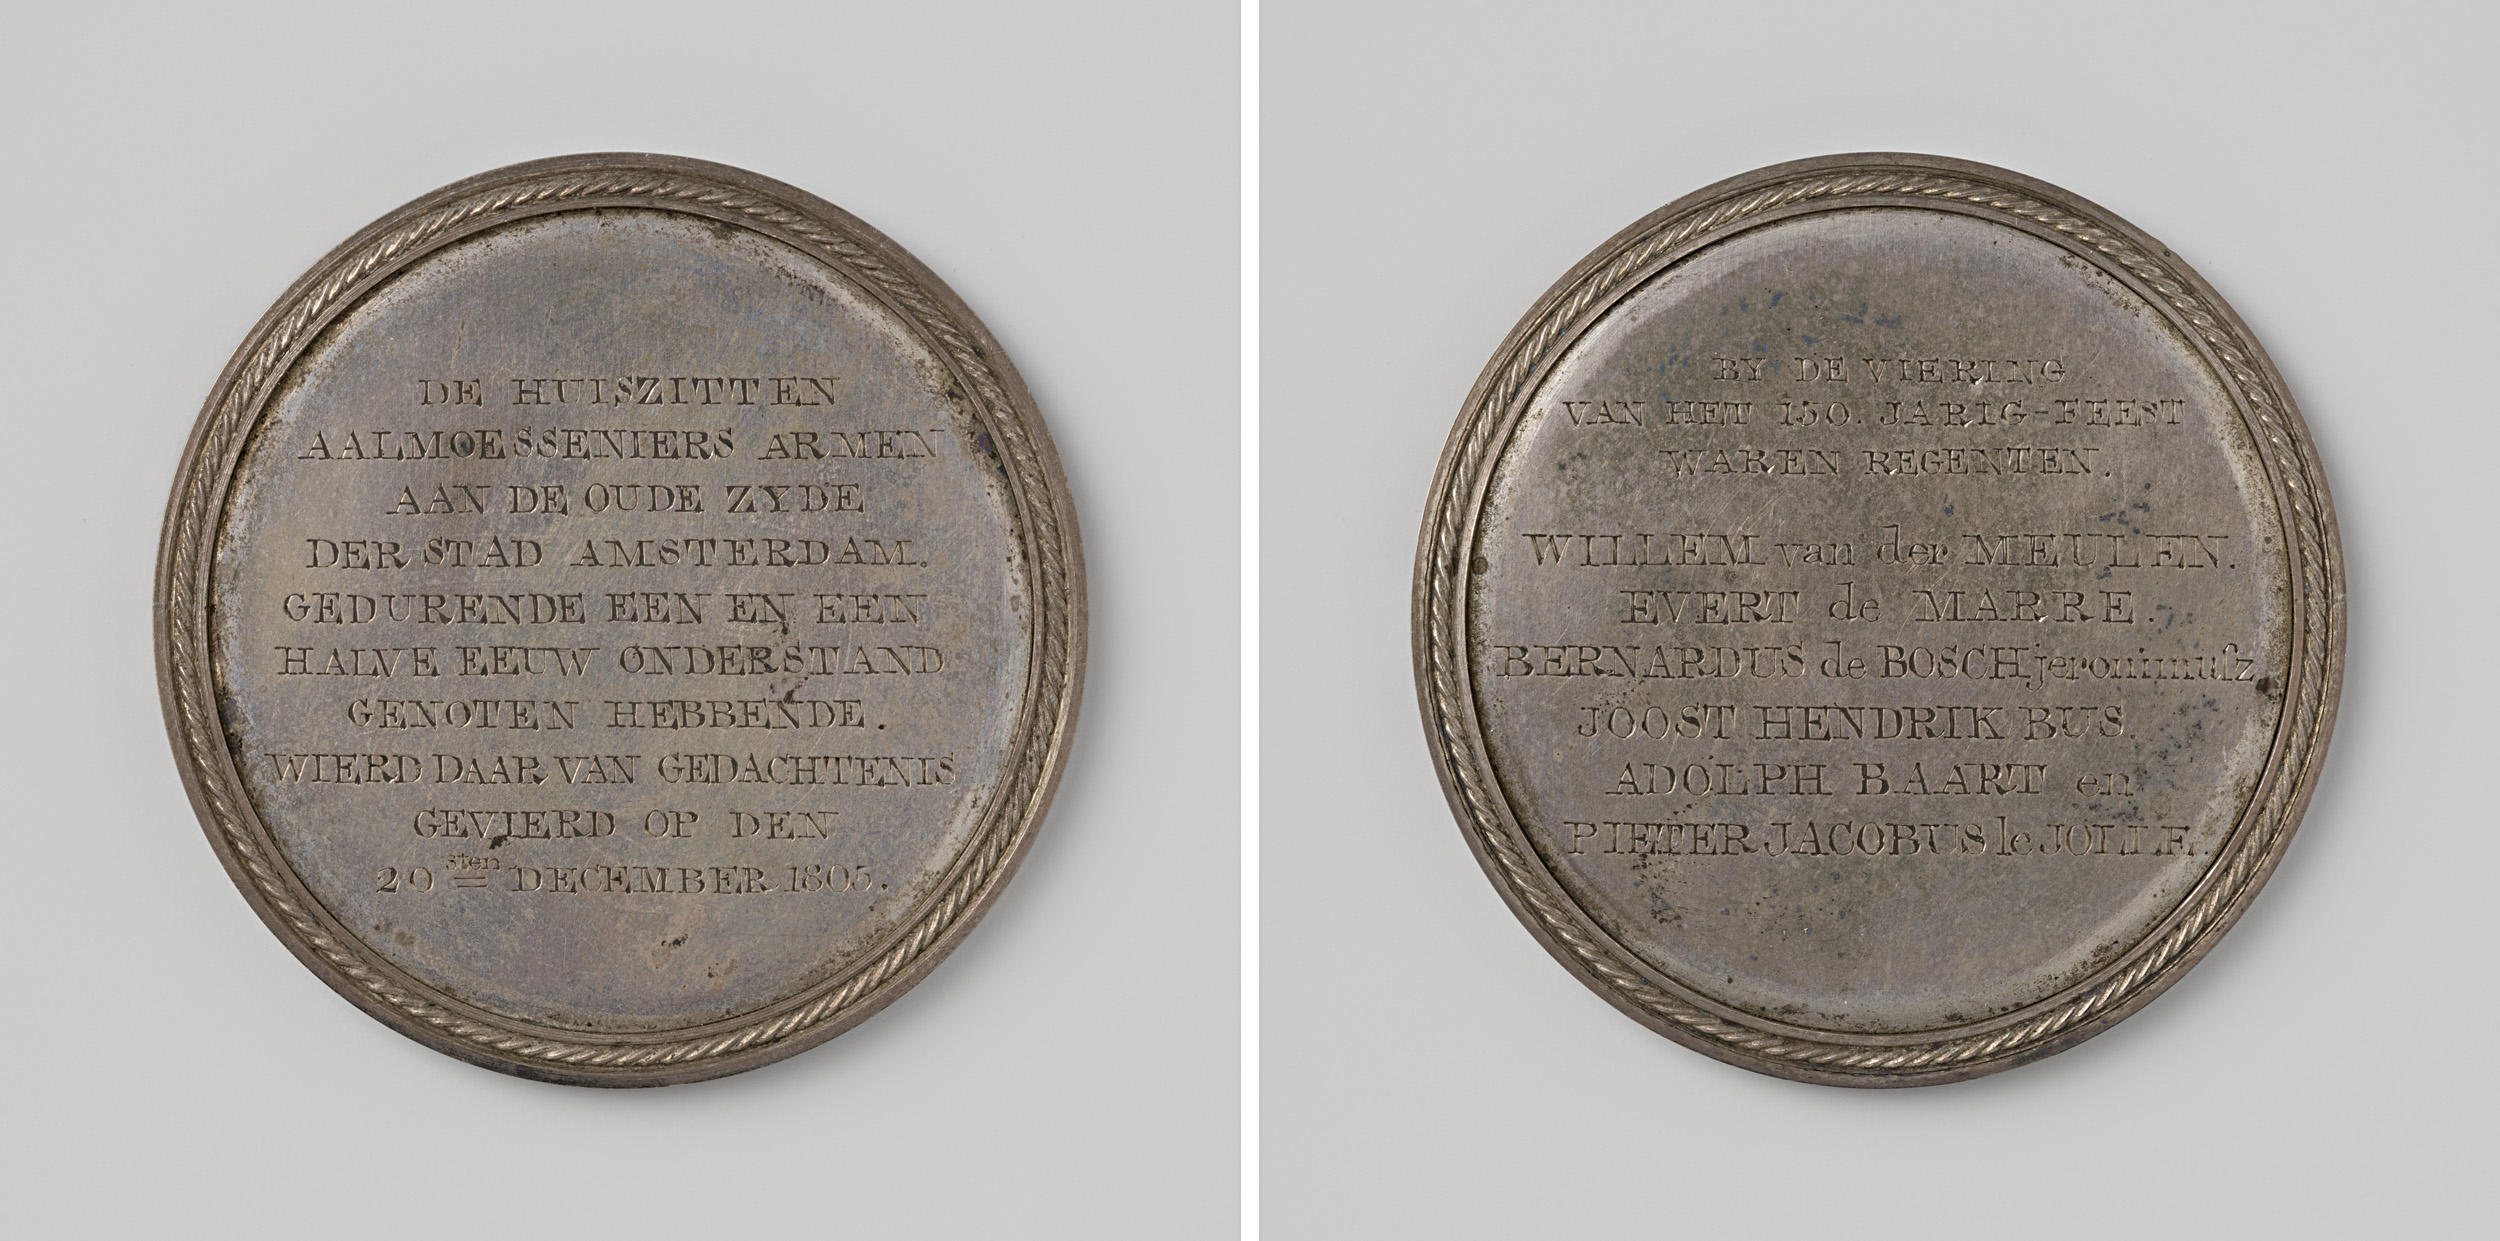 DE HUISZITTEN
AALMOESSENIERS ARMEN
AAN DE OUDE ZYDE
DER STAD AMSTERDAM.
GEDURENDE EEN EN EEN
HALVE EEUW ONDERSTAND
GENOTEN HEBBENDE.
WIERD DAAR VAN GEDACHTENIS
GEVIERD OP DEN
20sten DECEMBER 1805.
BY DE VIERING
VAN HET 150. JARIG-FEEST
WAREN REGENTEN.
WILLEM van der MEULEN.
EVERT de MARRE.
BERNARDUS de BOSCH jeronimusz
JOOST HENDRIK BUS.
ADOLPH BAART en
PIETER JACOBUS le JOLLE.